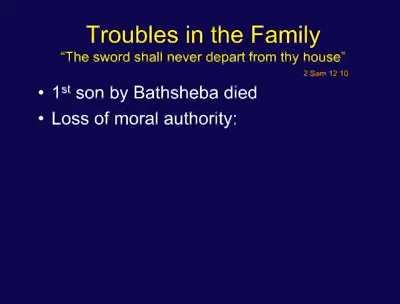 Troubles in the Family
“The sword shall never depart from thy house”
2 Sam 12 10
• 1st son by Bathsheba died
• Loss of moral authority: